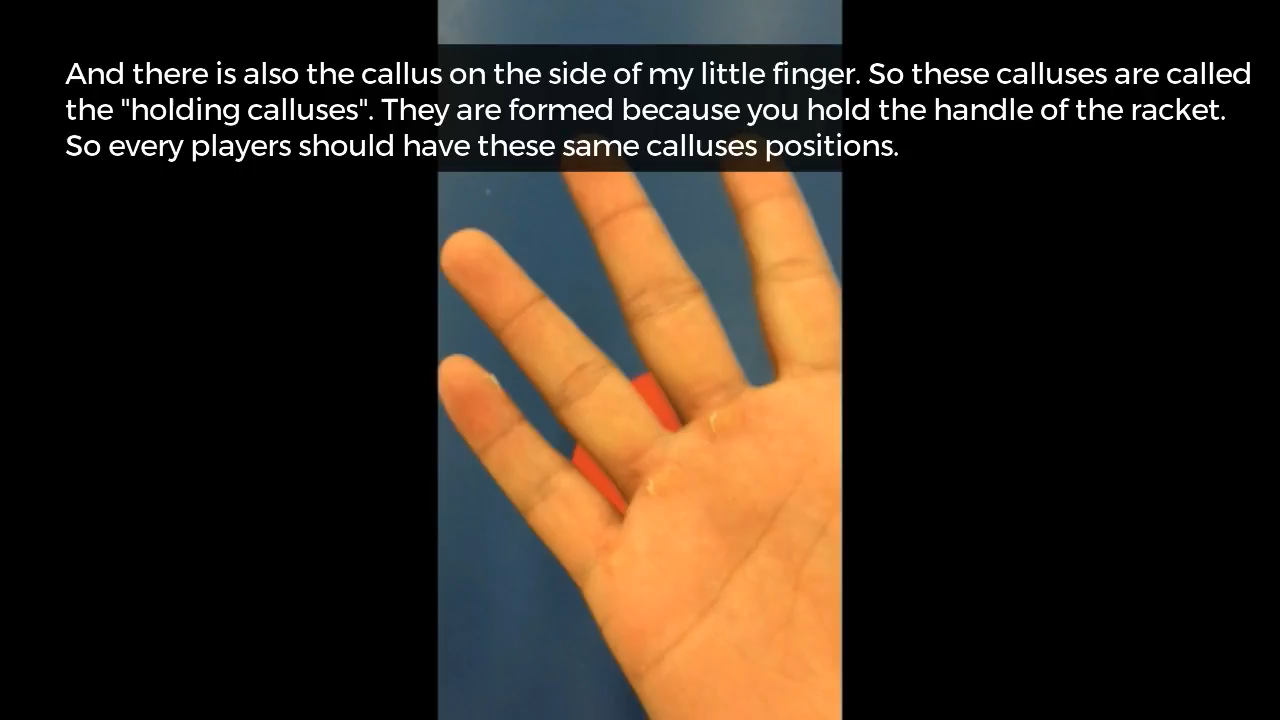 And there is also the callus on the side of my little finger. So these calluses are called
the "holding calluses". They are formed because you hold the handle of the racket.
So every players should have these same calluses positions.